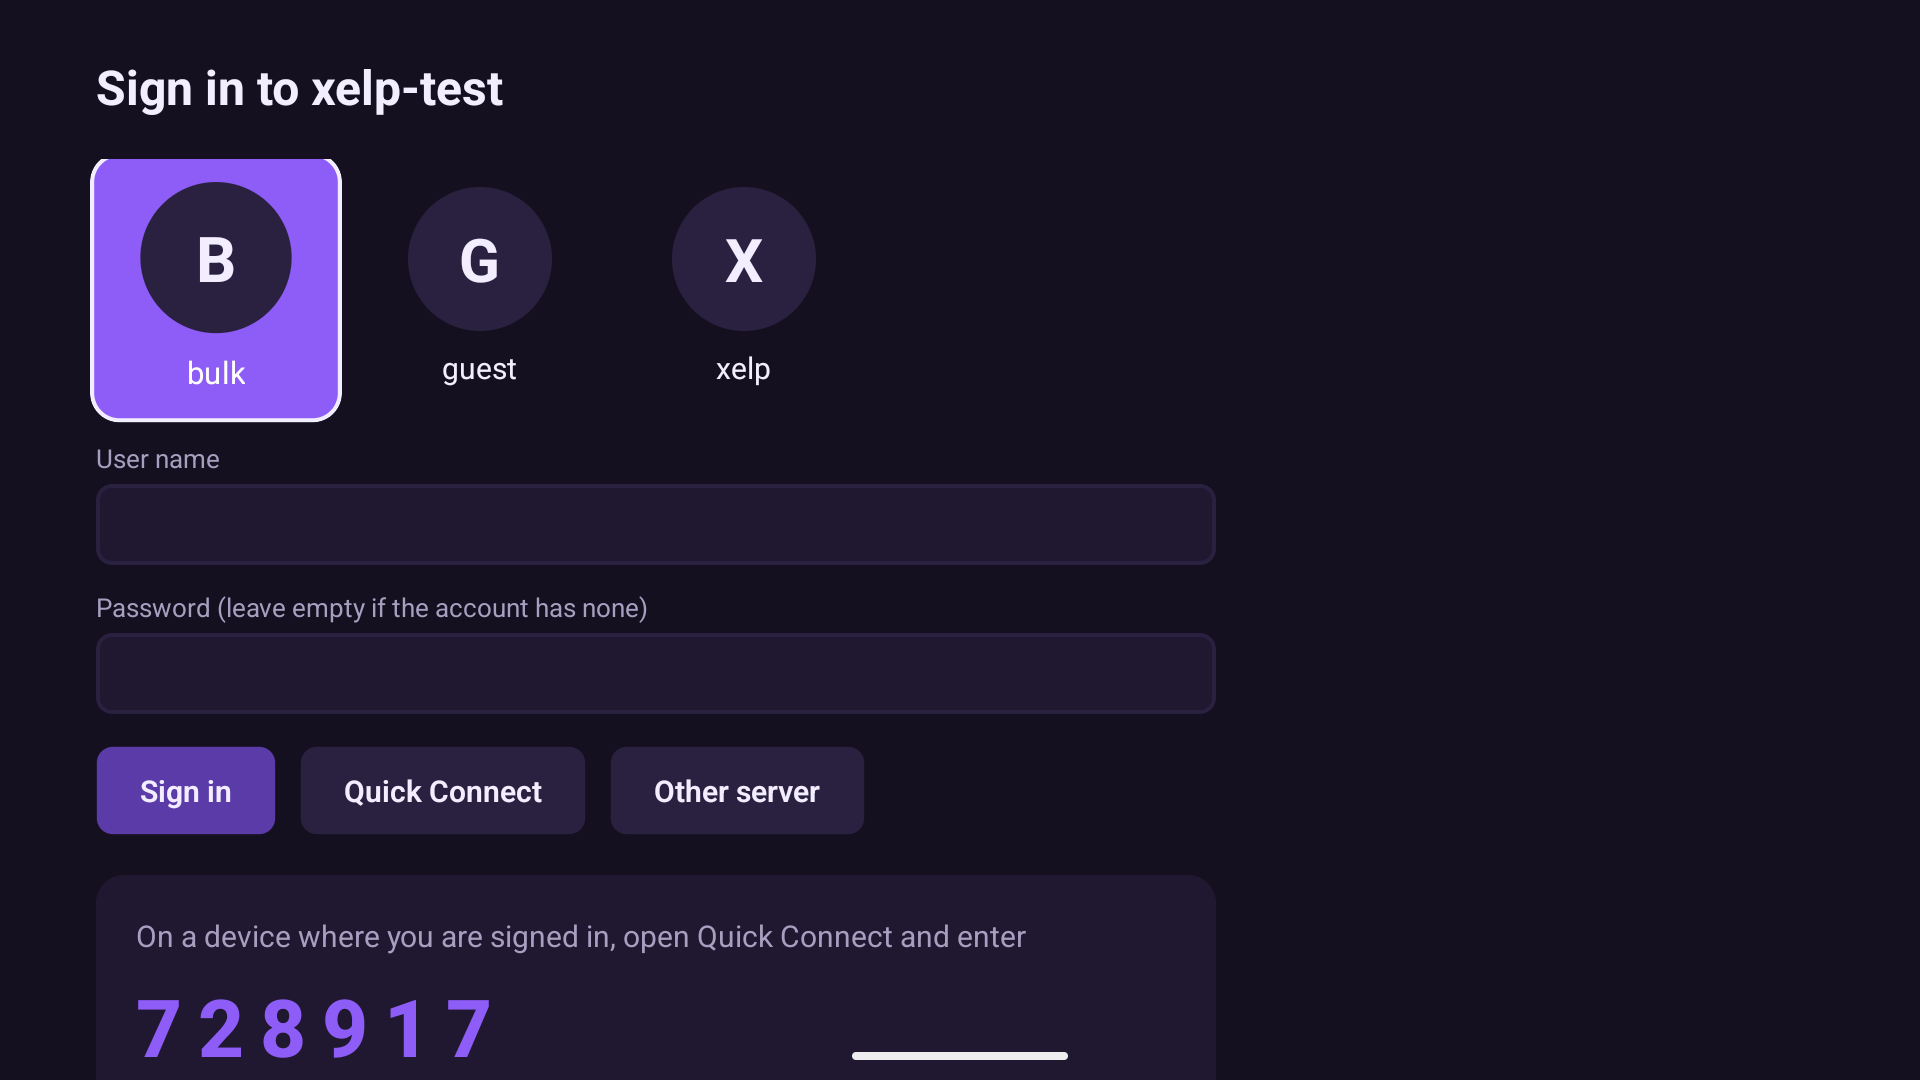 Sign in to xelp-test
B
G
X
bulk
guest
xelp
User name
Password (leave empty if the account has none)
Sign in
Quick Connect
Other server
On a device where you are signed in, open Quick Connect and enter
728917